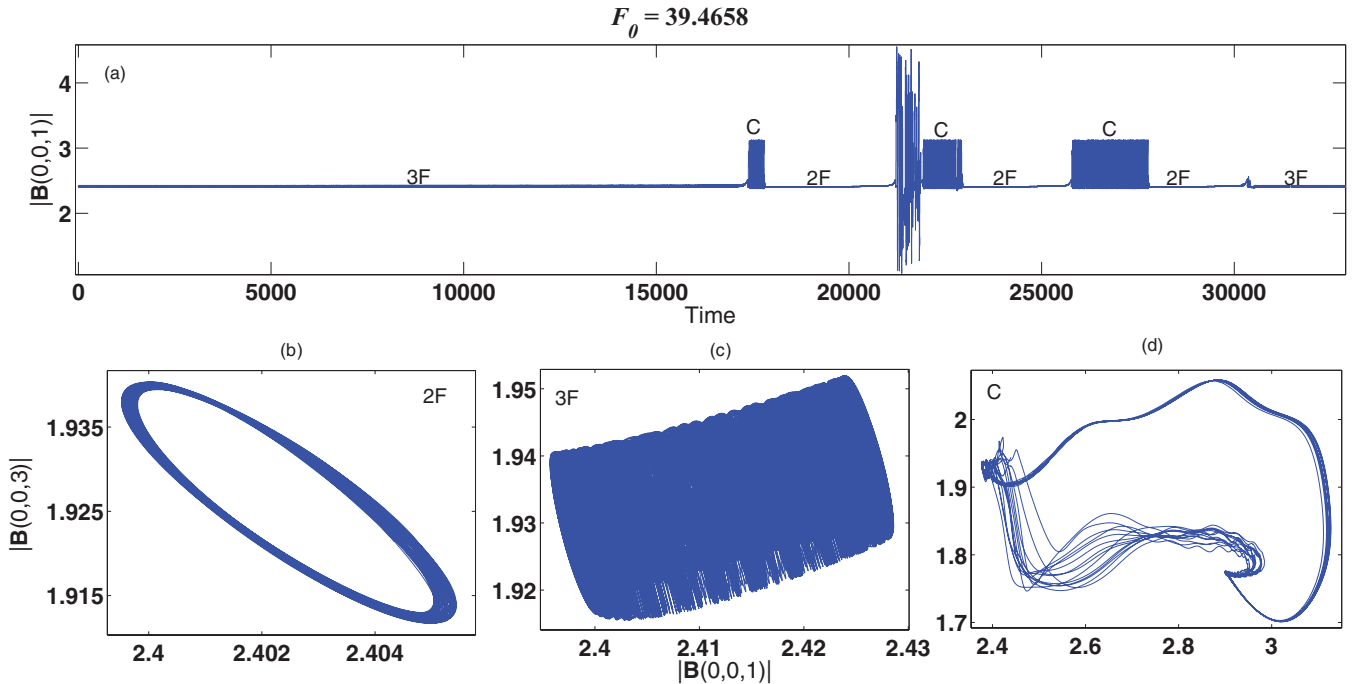 F0 = 39.4658
(a)
4
3
2
|B(0,0,1)|
3F
C
2F
C
2F
C
2F
3F
0 5000 10000 15000 20000 25000 30000
Time
(b)
2F
1.935
1.925
1.915
|B(0,0,3)|
2.4 2.402 2.404
(c)
3F
1.95
1.94
1.93
1.92
2.4 2.41 2.42 2.43
|B(0,0,1)|
(d)
C
2
1.9
1.8
1.7
2.4 2.6 2.8 3